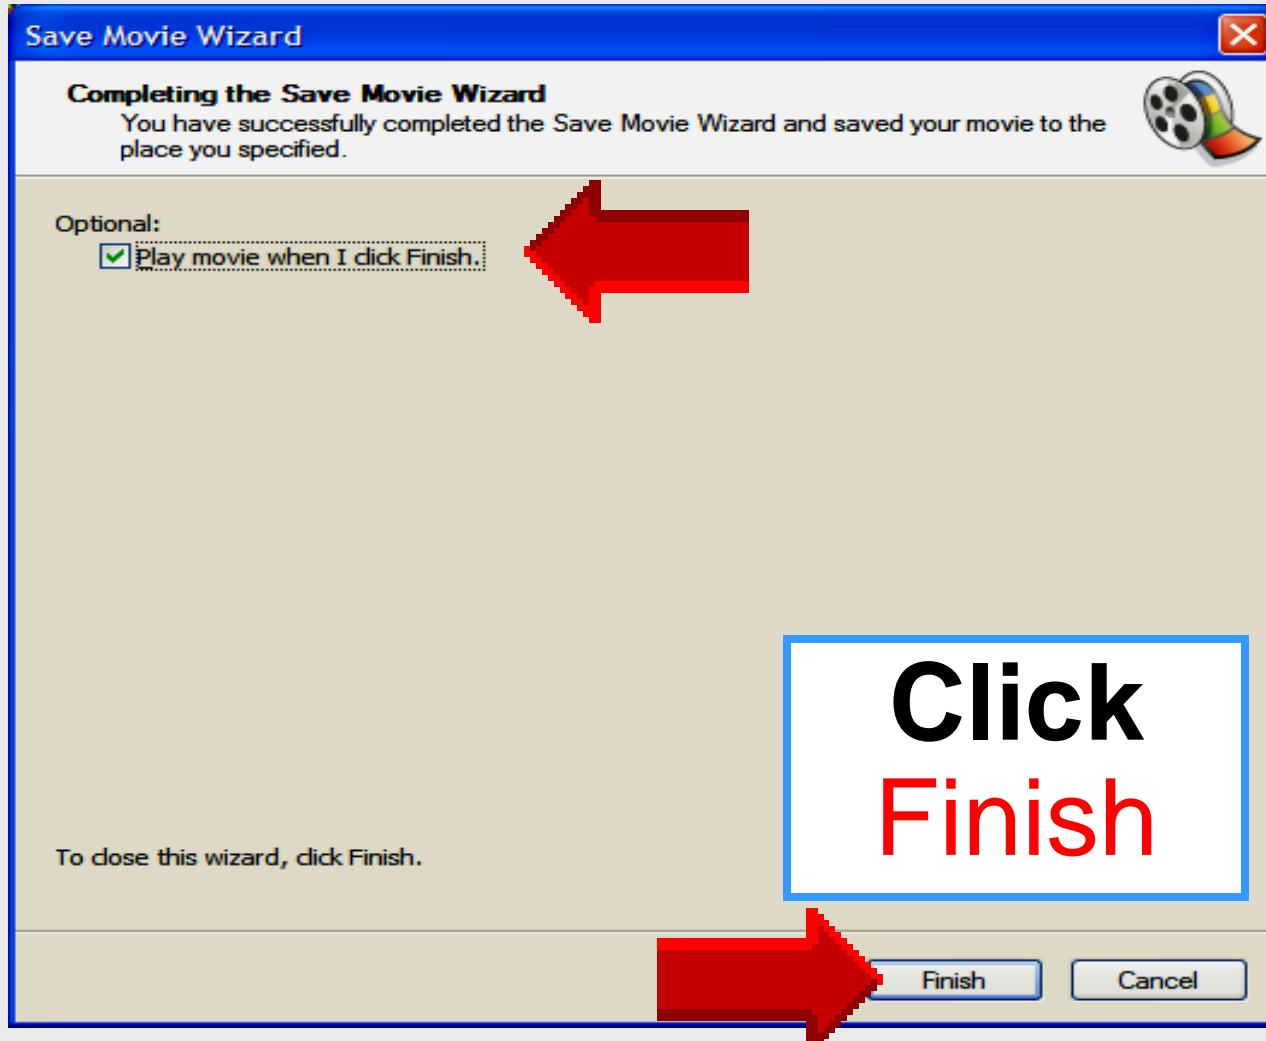 Save Movie Wizard
Completing the Save Movie Wizard
You have successfully completed the Save Movie Wizard and saved your movie to the
place you specified.
Optional:
Play movie when I click Finish.
Click
Finish
To close this wizard, click Finish.
Finish
Cancel